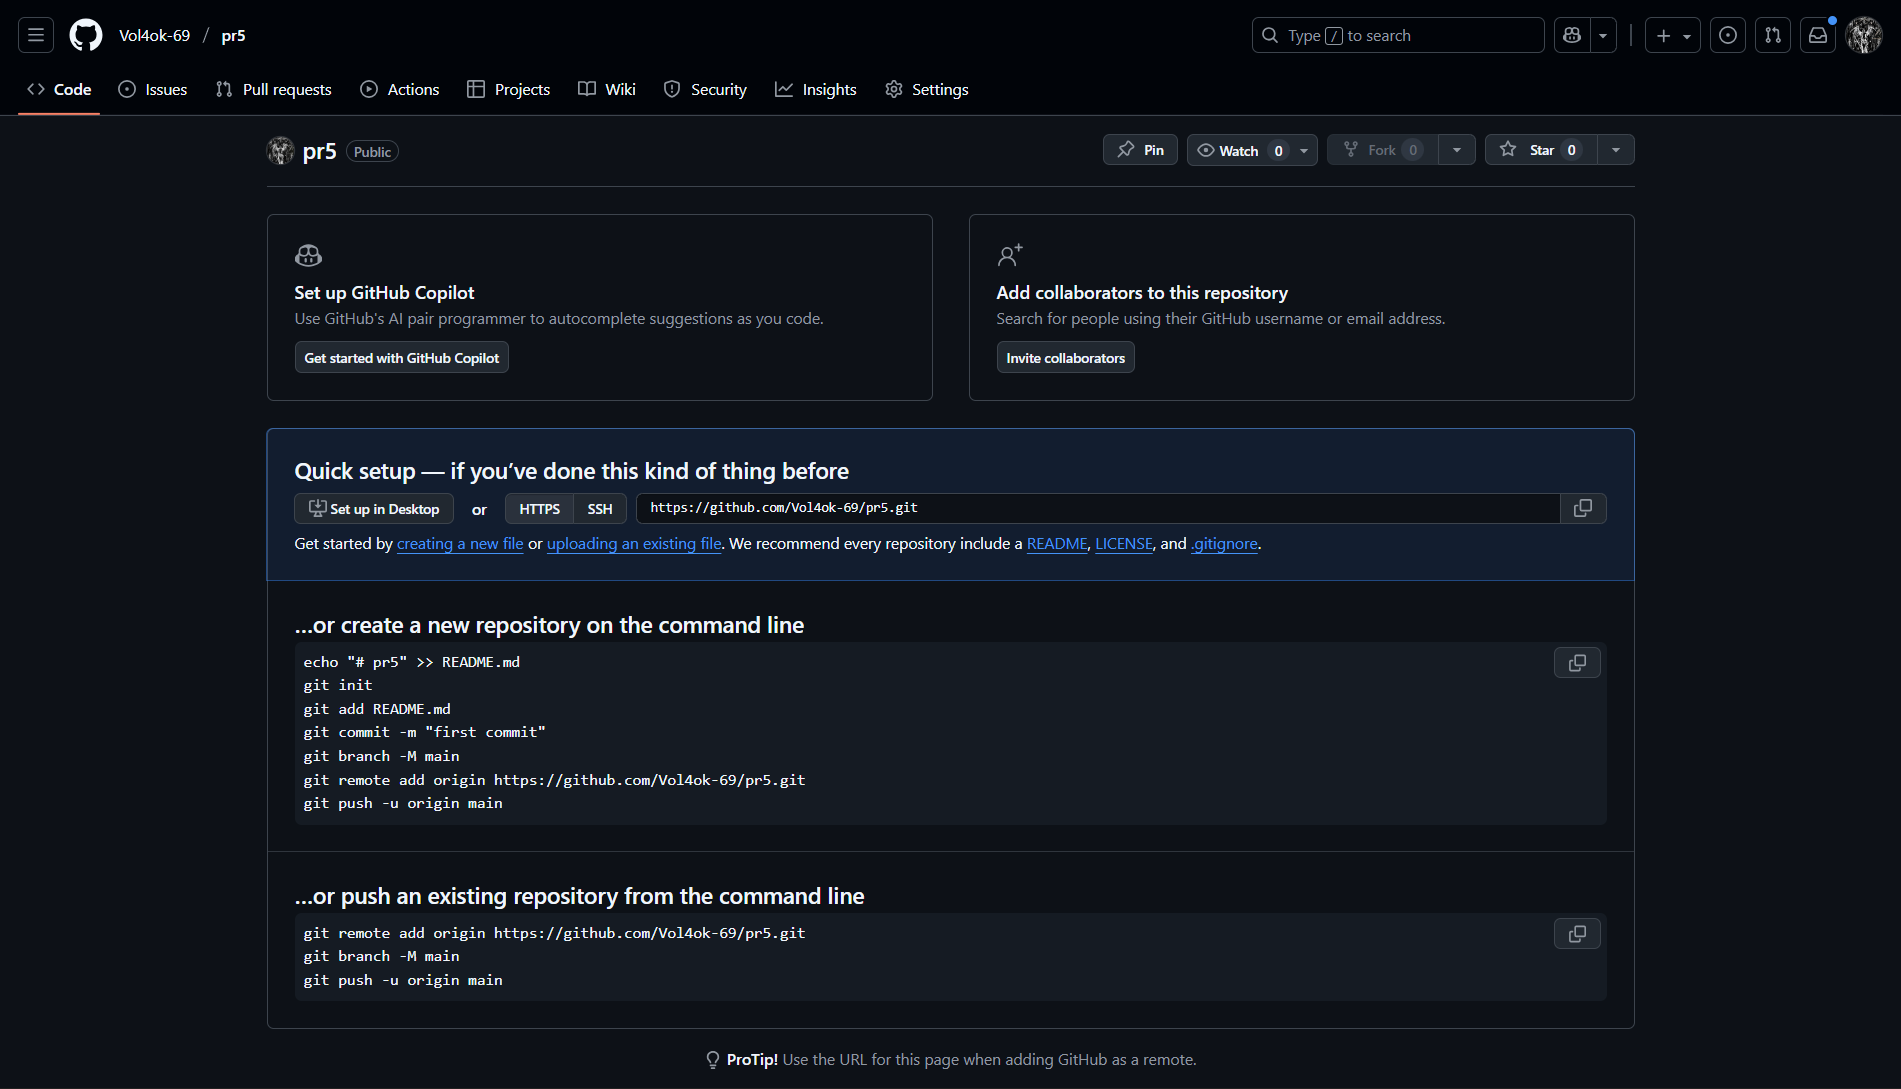 Vol4ok-69 / pr5
Type / to search
Code
Issues
Pull requests
Actions
Projects
Wiki
Security
Insights
Settings
pr5 Public
Pin
Watch 0
Fork 0
Star 0
Set up GitHub Copilot
Use GitHub's AI pair programmer to autocomplete suggestions as you code.
Get started with GitHub Copilot
Add collaborators to this repository
Search for people using their GitHub username or email address.
Invite collaborators
Quick setup — if you’ve done this kind of thing before
Set up in Desktop or HTTPS SSH https://github.com/Vol4ok-69/pr5.git
Get started by creating a new file or uploading an existing file. We recommend every repository include a README, LICENSE, and .gitignore.
…or create a new repository on the command line
echo "# pr5" >> README.md
git init
git add README.md
git commit -m "first commit"
git branch -M main
git remote add origin https://github.com/Vol4ok-69/pr5.git
git push -u origin main
…or push an existing repository from the command line
git remote add origin https://github.com/Vol4ok-69/pr5.git
git branch -M main
git push -u origin main
ProTip! Use the URL for this page when adding GitHub as a remote.